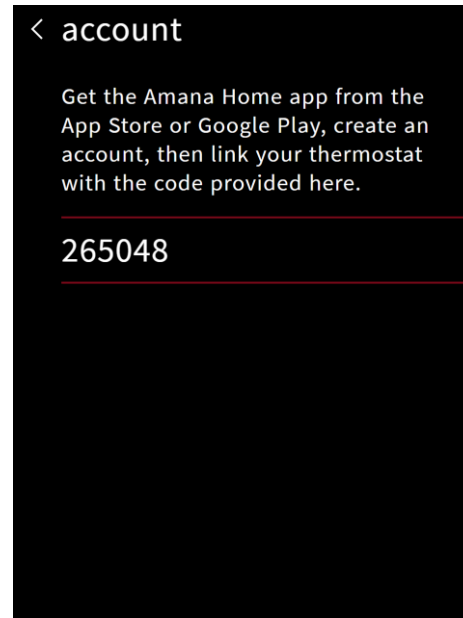 account
Get the Amana Home app from the
App Store or Google Play, create an
account, then link your thermostat
with the code provided here.
265048